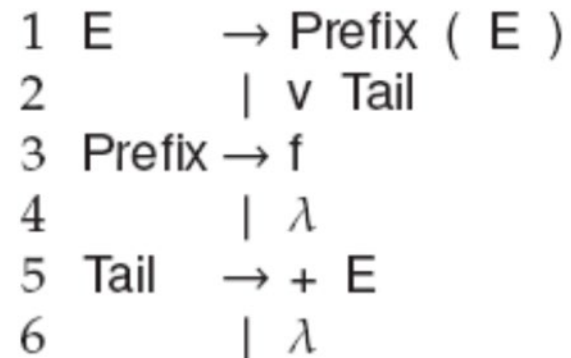 1 E → Prefix ( E )
2 | v Tail
3 Prefix → f
4 | λ
5 Tail → + E
6 | λ